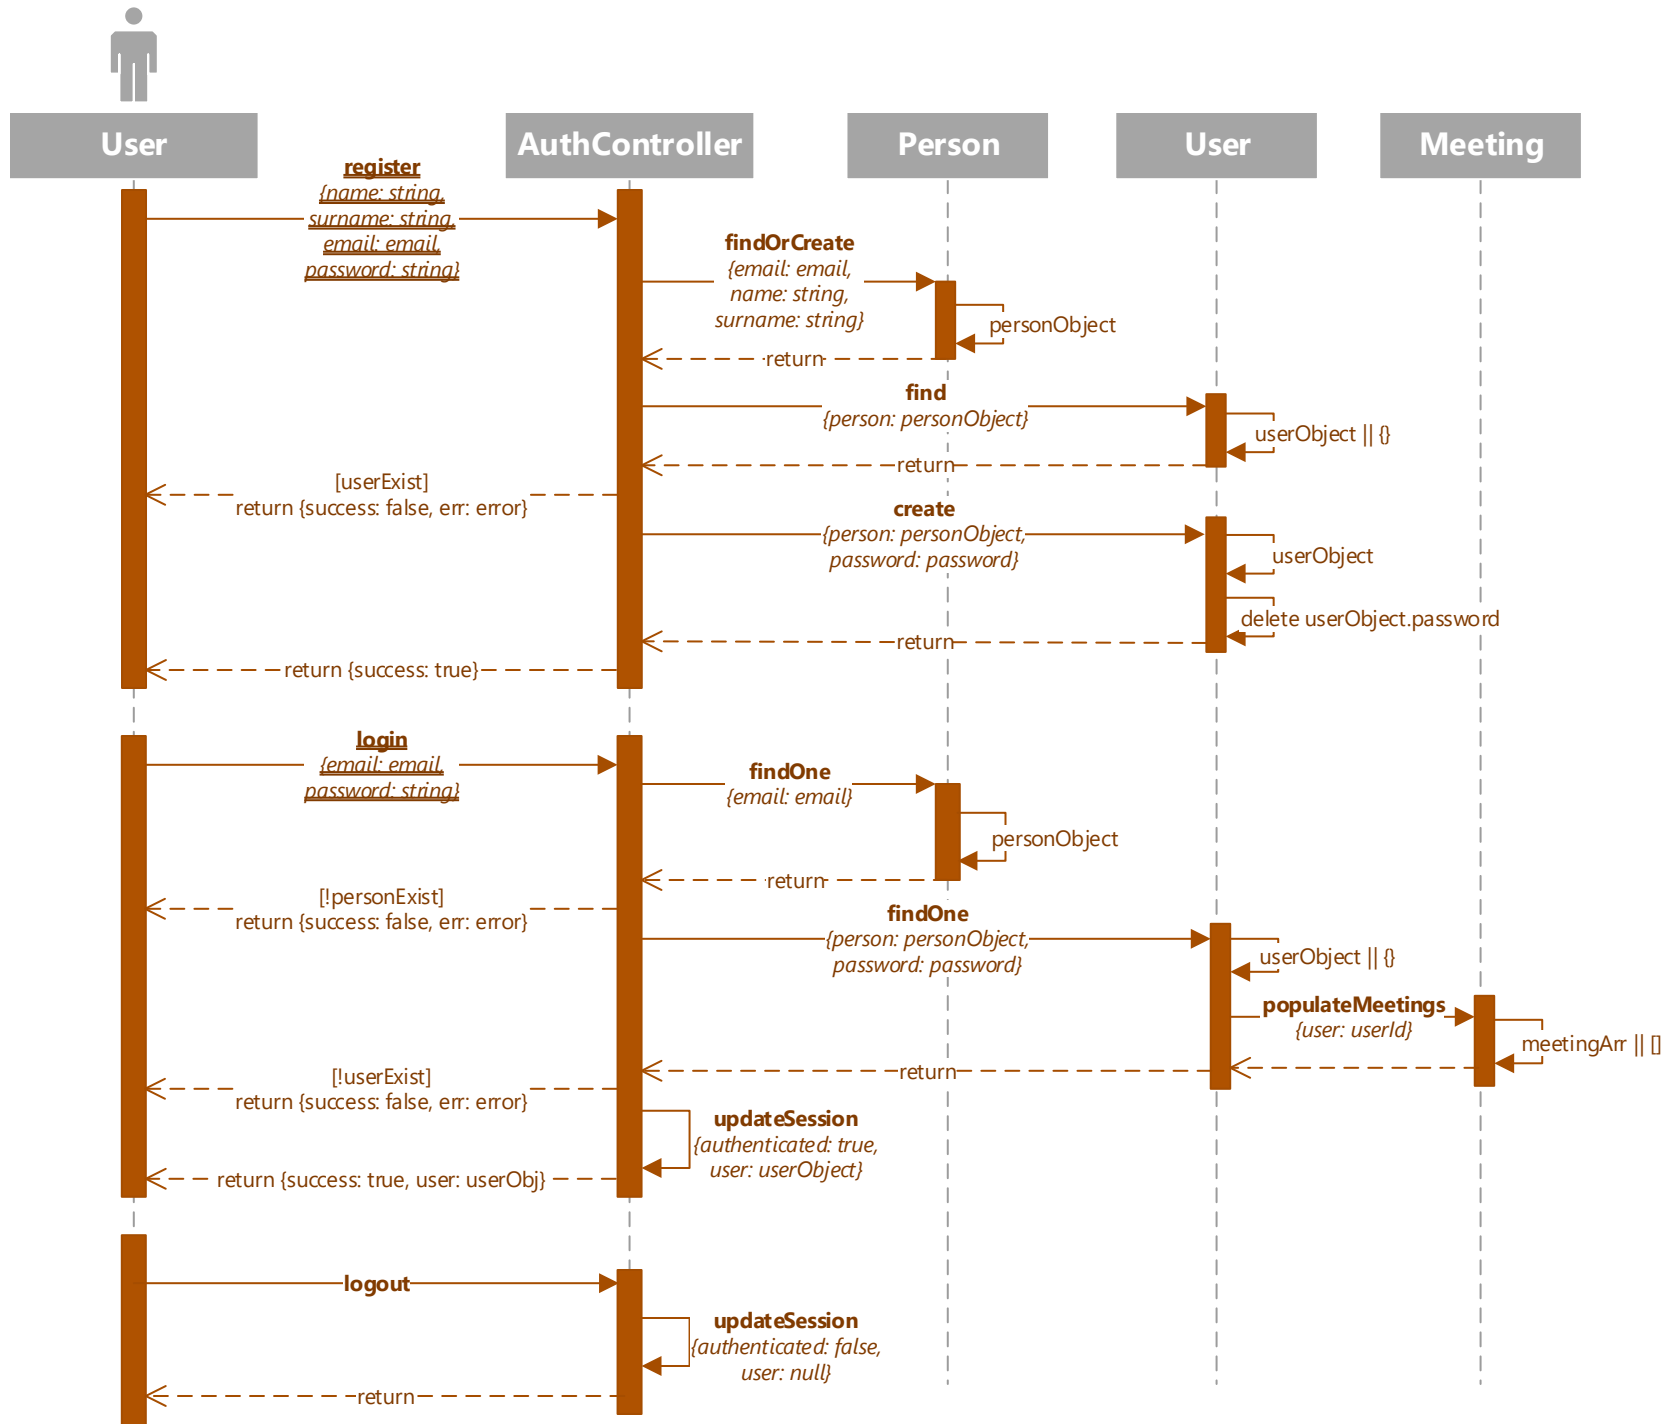 User
AuthController
Person
User
Meeting
register
{name: string,
surname: string,
email: email,
password: string}
findOrCreate
{email: email,
name: string,
surname: string}
personObject
return
find
{person: personObject}
userObject || {}
return
[userExist]
return {success: false, err: error}
create
{person: personObject,
password: password}
userObject
delete userObject.password
return
return {success: true}
login
{email: email,
password: string}
findOne
{email: email}
personObject
return
[!personExist]
return {success: false, err: error}
findOne
{person: personObject,
password: password}
userObject || {}
populateMeetings
{user: userId}
meetingArr || []
return
[!userExist]
return {success: false, err: error}
updateSession
{authenticated: true,
user: userObject}
return {success: true, user: userObj}
logout
updateSession
{authenticated: false,
user: null}
return